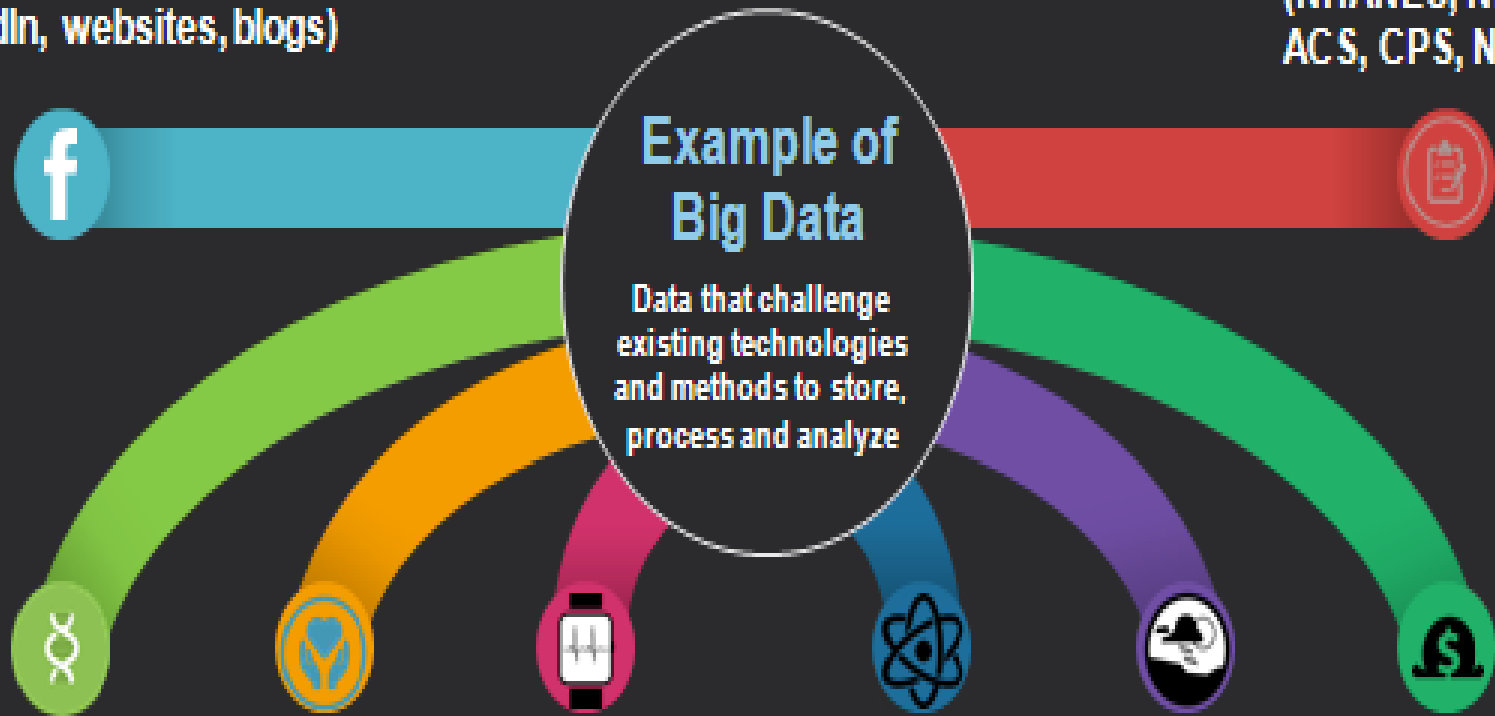 websites, blogs)
ACS, CPS,
Example of
Big Data
Data that challenge
existing technologies
and methods to store,
process and analyze